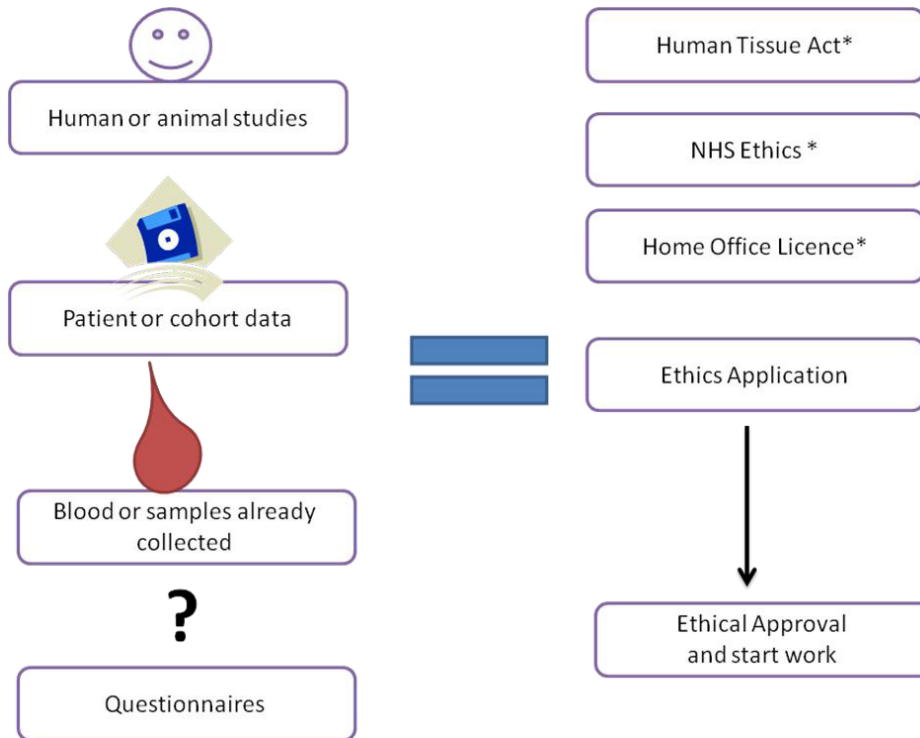 Human or animal studies
Patient or cohort data
Blood or samples already
collected
?
Questionnaires
Human Tissue Act*
NHS Ethics *
Home Office Licence*
Ethics Application
Ethical Approval
and start work